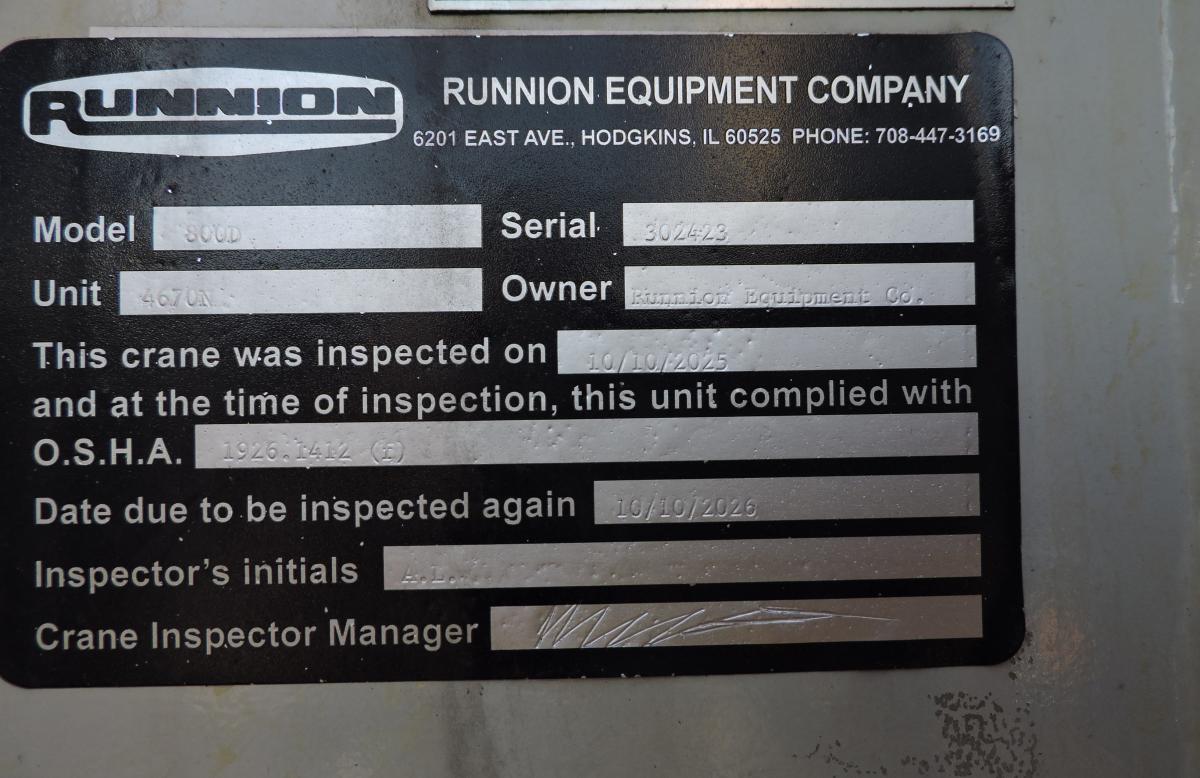 RUNNION
RUNNION EQUIPMENT COMPANY
6201 EAST AVE., HODGKINS, IL 60525 PHONE: 708-447-3169
Model 800D Serial 302423
Unit 4670N Owner Runnion Equipment Co.
This crane was inspected on 10/10/2025
and at the time of inspection, this unit complied with
O.S.H.A. 1926.1412 (f)
Date due to be inspected again 10/10/2026
Inspector's initials A.L.
Crane Inspector Manager